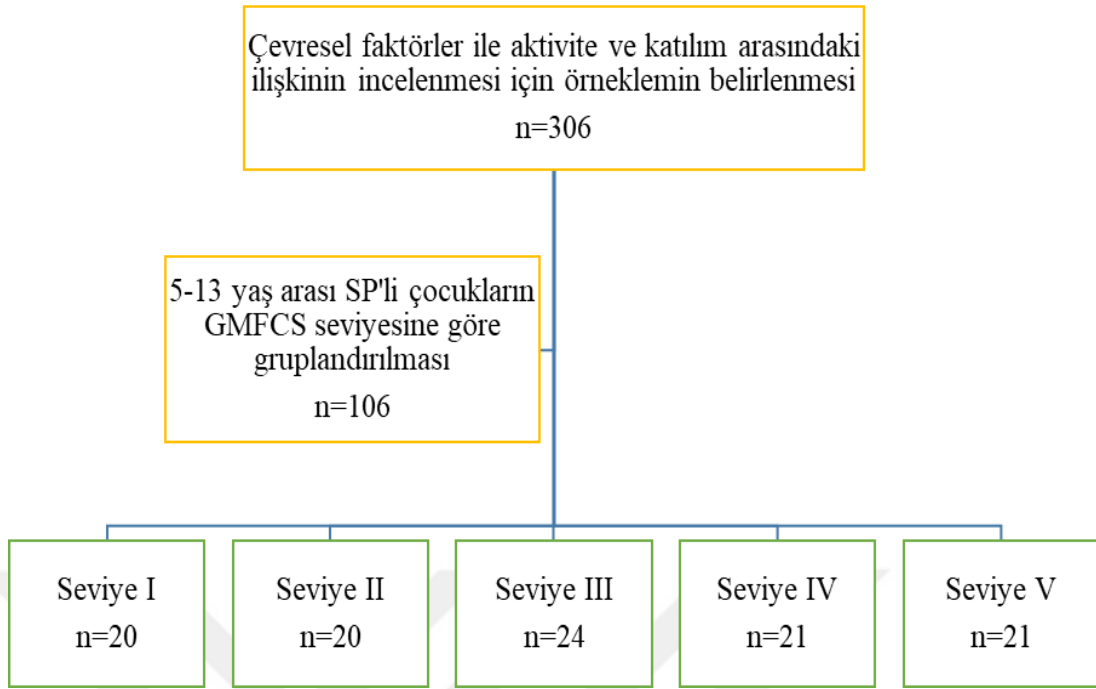 Çevresel faktörler ile aktivite ve katılım arasındaki
ilişkinin incelenmesi için örneklemin belirlenmesi
n=306
5-13 yaş arası SP'li çocukların
GMFCS seviyesine göre
gruplandırılması
n=106
Seviye I
n=20
Seviye II
n=20
Seviye III
n=24
Seviye IV
n=21
Seviye V
n=21